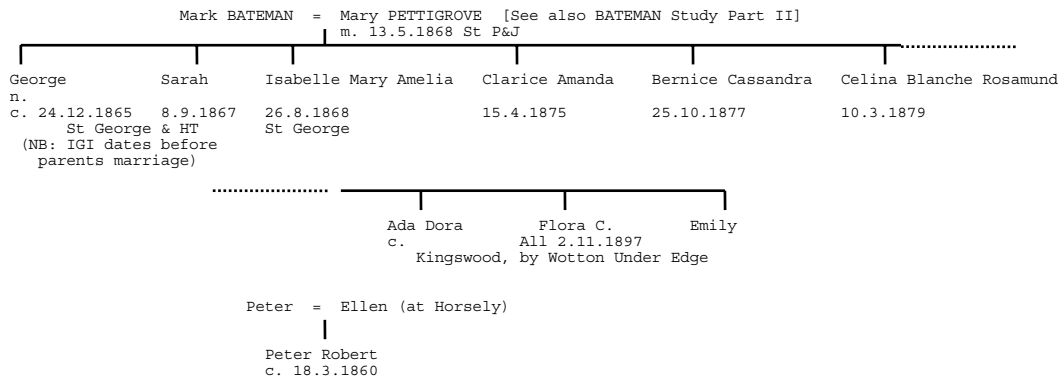 Mark BATEMAN = Mary PETTIGROVE [See also BATEMAN Study Part II]
m. 13.5.1868 St P&J
George Sarah Isabelle Mary Amelia Clarice Amanda Bernice Cassandra Celina Blanche Rosamund
n.
c. 24.12.1865 8.9.1867 26.8.1868 15.4.1875 25.10.1877 10.3.1879
St George & HT St George
(NB: IGI dates before
parents marriage)
Ada Dora Flora C. Emily
c. All 2.11.1897
Kingswood, by Wotton Under Edge
Peter = Ellen (at Horsely)
Peter Robert
c. 18.3.1860